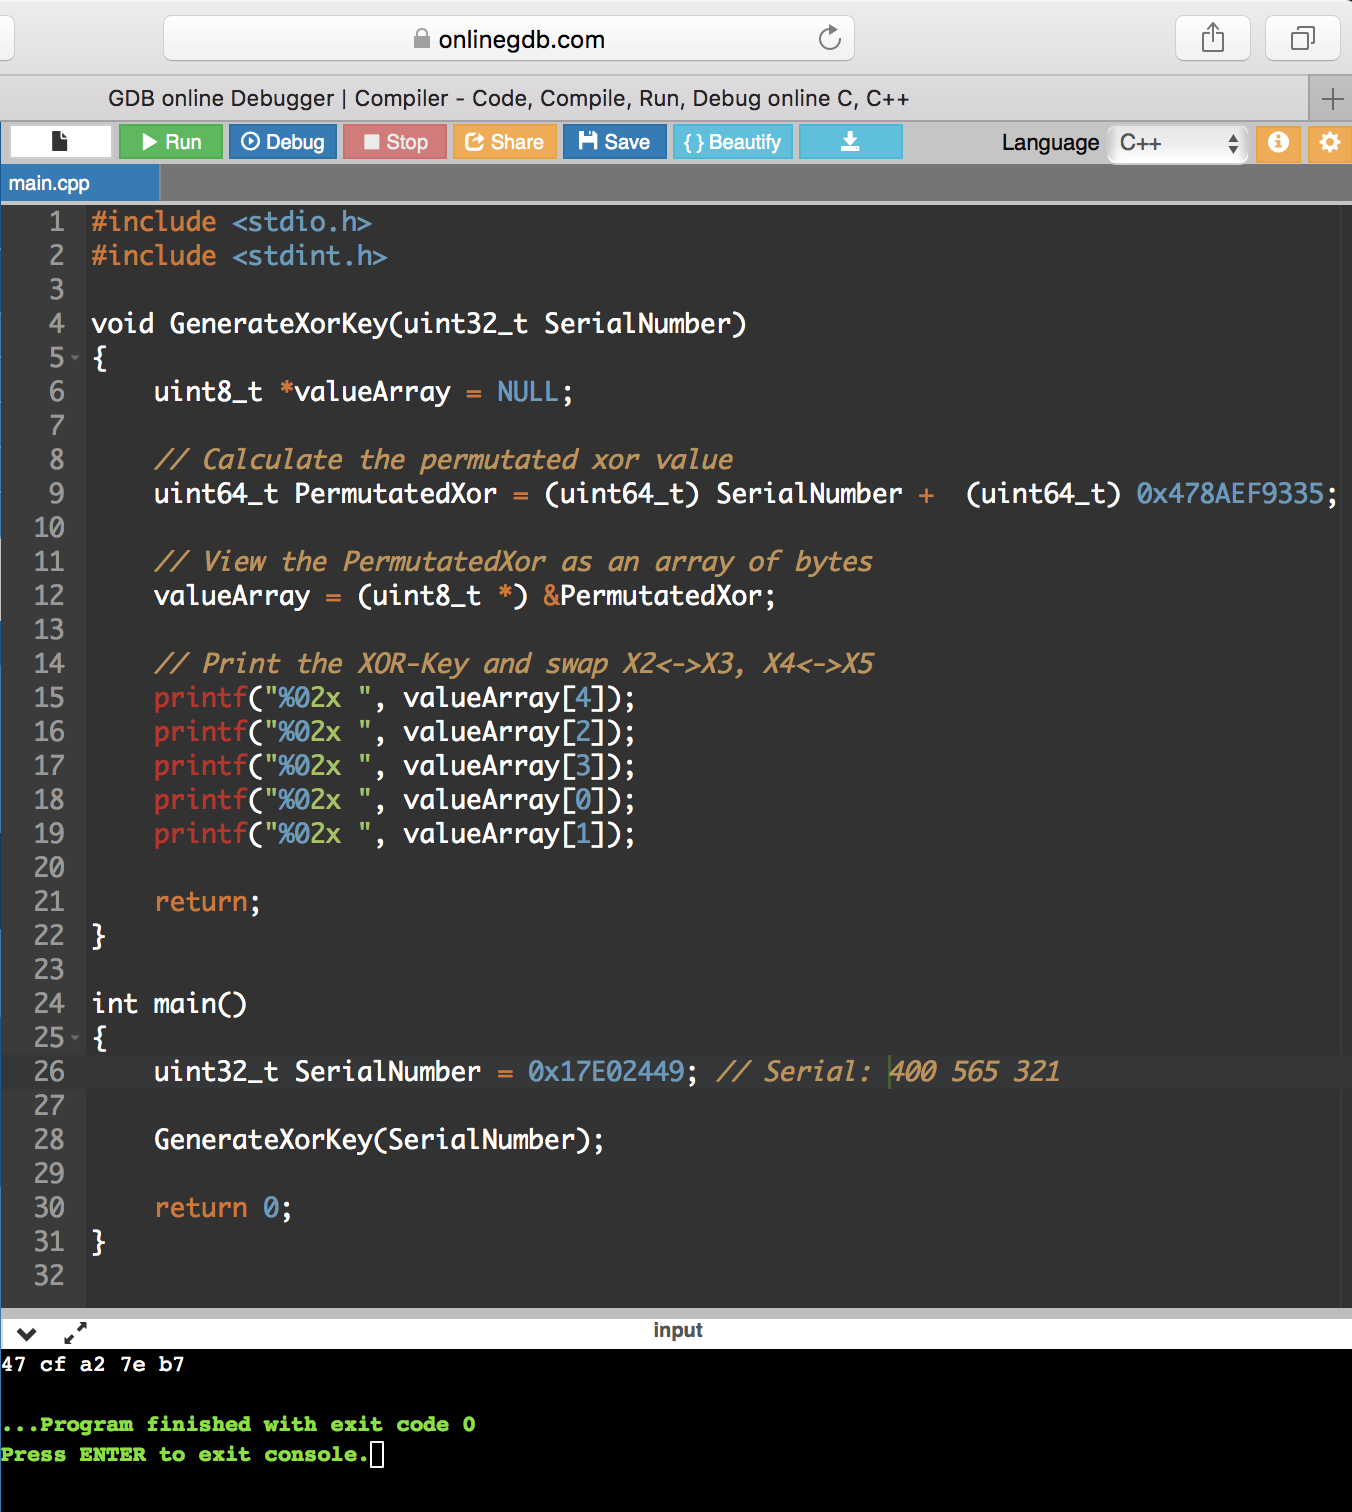 onlinegdb.com
GDB online Debugger | Compiler - Code, Compile, Run, Debug online C, C++
Run Debug Stop Share Save { } Beautify Language C++
main.cpp
1 #include <stdio.h>
2 #include <stdint.h>
3
4 void GenerateXorKey(uint32_t SerialNumber)
5 {
6     uint8_t *valueArray = NULL;
7
8     // Calculate the permutated xor value
9     uint64_t PermutatedXor = (uint64_t) SerialNumber +  (uint64_t) 0x478AEF9335;
10
11     // View the PermutatedXor as an array of bytes
12     valueArray = (uint8_t *) &PermutatedXor;
13
14     // Print the XOR-Key and swap X2<->X3, X4<->X5
15     printf("%02x ", valueArray[4]);
16     printf("%02x ", valueArray[2]);
17     printf("%02x ", valueArray[3]);
18     printf("%02x ", valueArray[0]);
19     printf("%02x ", valueArray[1]);
20
21     return;
22 }
23
24 int main()
25 {
26     uint32_t SerialNumber = 0x17E02449; // Serial: 400 565 321
27
28     GenerateXorKey(SerialNumber);
29
30     return 0;
31 }
32
input
47 cf a2 7e b7
...Program finished with exit code 0
Press ENTER to exit console.